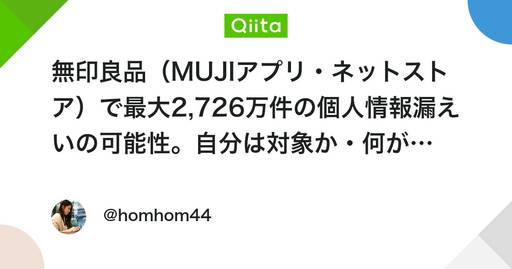 Qiita
無印良品（MUJIアプリ・ネットスト
ア）で最大2,726万件の個人情報漏え
いの可能性。自分は対象か・何が…
@homhom44